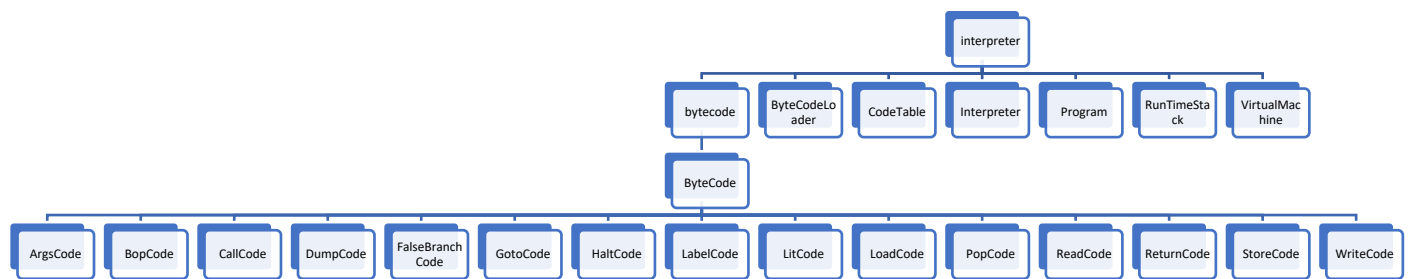 interpreter
bytecode
ByteCodeLo
ader
CodeTable
Interpreter
Program
RunTimeSta
ck
VirtualMac
hine
ByteCode
ArgsCode
BopCode
CallCode
DumpCode
FalseBranch
Code
GotoCode
HaltCode
LabelCode
LitCode
LoadCode
PopCode
ReadCode
ReturnCode
StoreCode
WriteCode